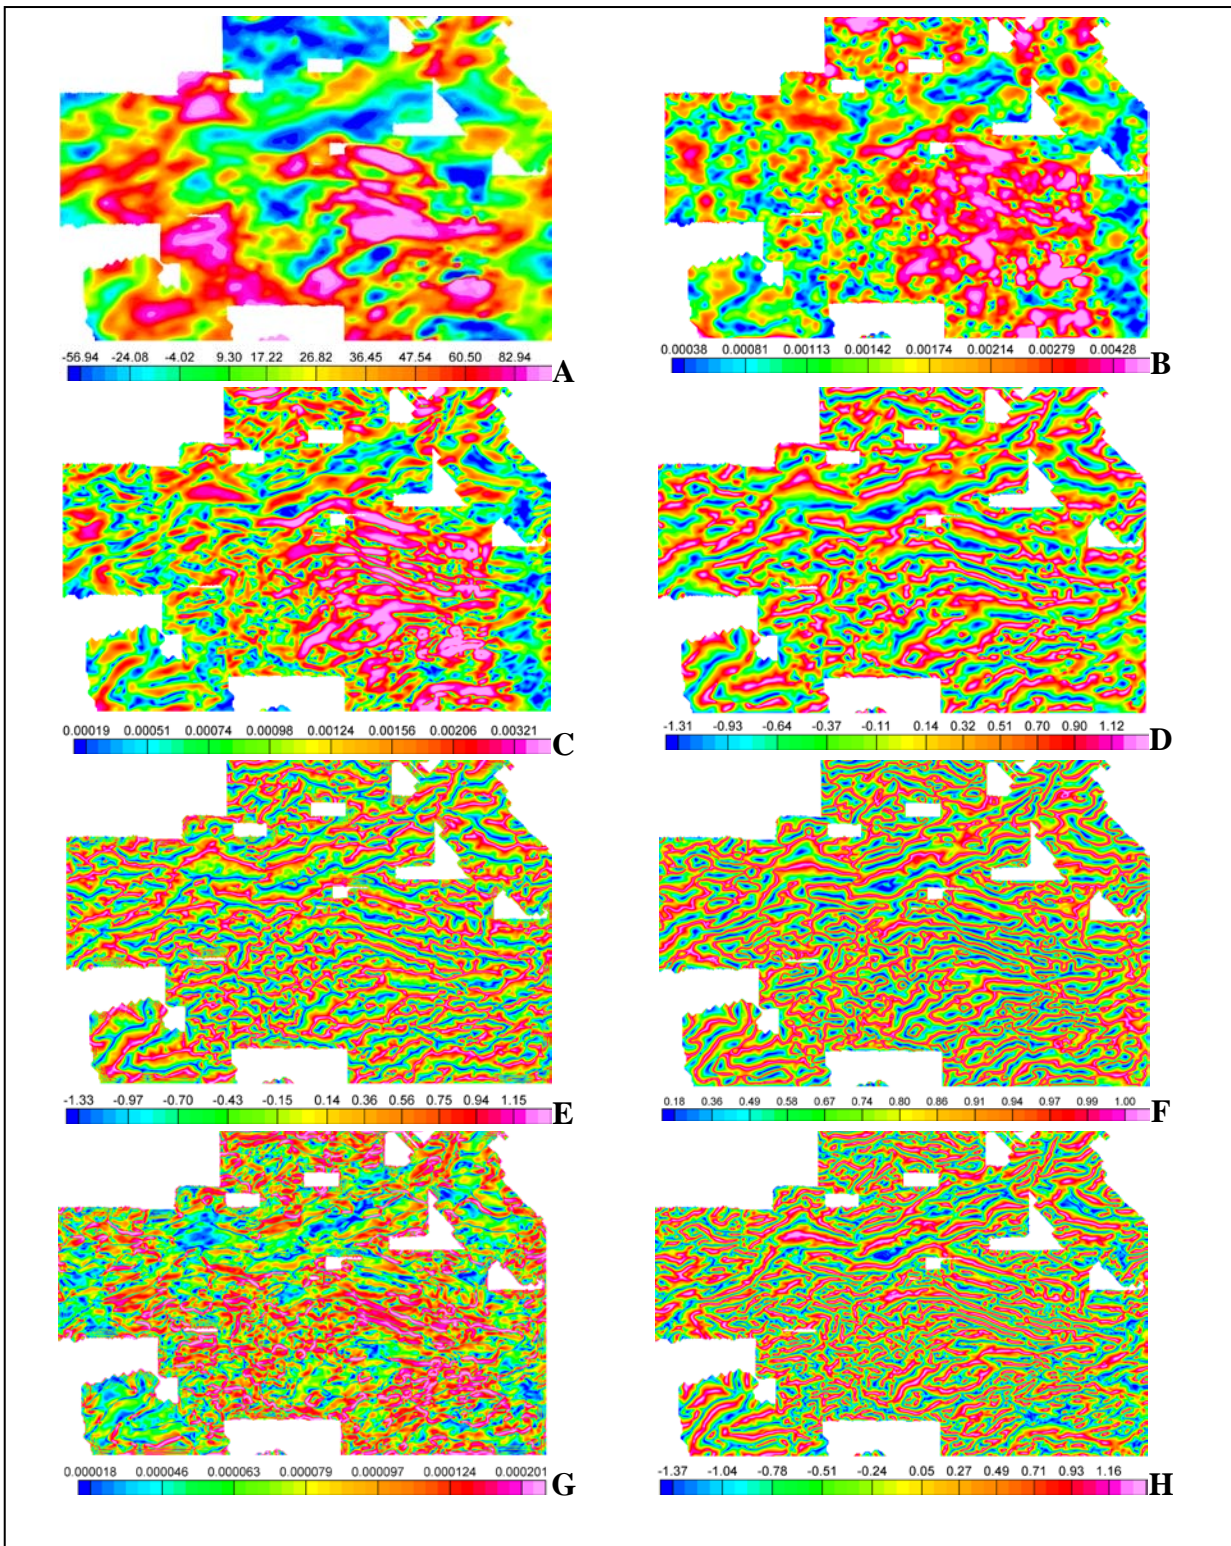 -56.94 -24.08 -4.02 9.30 17.22 26.82 36.45 47.54 60.50 82.94
A
0.00038 0.00081 0.00113 0.00142 0.00174 0.00214 0.00279 0.00428
B
0.00019 0.00051 0.00074 0.00098 0.00124 0.00156 0.00206 0.00321
C
-1.31 -0.93 -0.64 -0.37 -0.11 0.14 0.32 0.51 0.70 0.90 1.12
D
-1.33 -0.97 -0.70 -0.43 -0.15 0.14 0.36 0.56 0.75 0.94 1.15
E
0.18 0.36 0.49 0.58 0.67 0.74 0.80 0.86 0.91 0.94 0.97 0.99 1.00
F
0.000018 0.000046 0.000063 0.000079 0.000097 0.000124 0.000201
G
-1.37 -1.04 -0.78 -0.51 -0.24 0.05 0.27 0.49 0.71 0.93 1.16
H